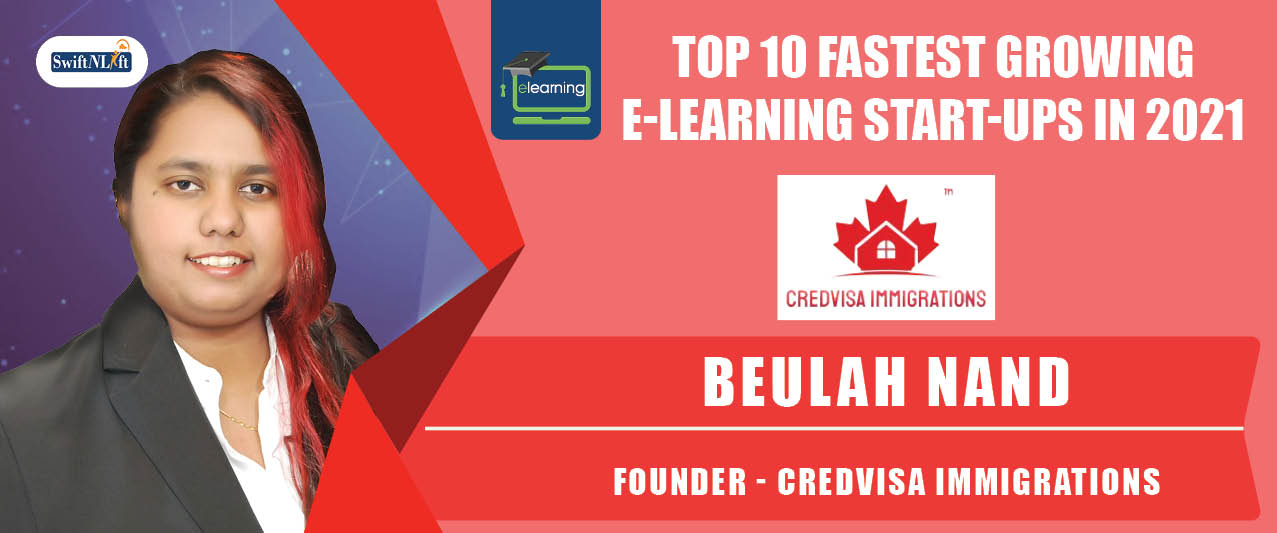 SwiftNLift
elearning
TOP 10 FASTEST GROWING
E-LEARNING START-UPS IN 2021
TM
CREDVISA IMMIGRATIONS
BEULAH NAND
FOUNDER - CREDVISA IMMIGRATIONS